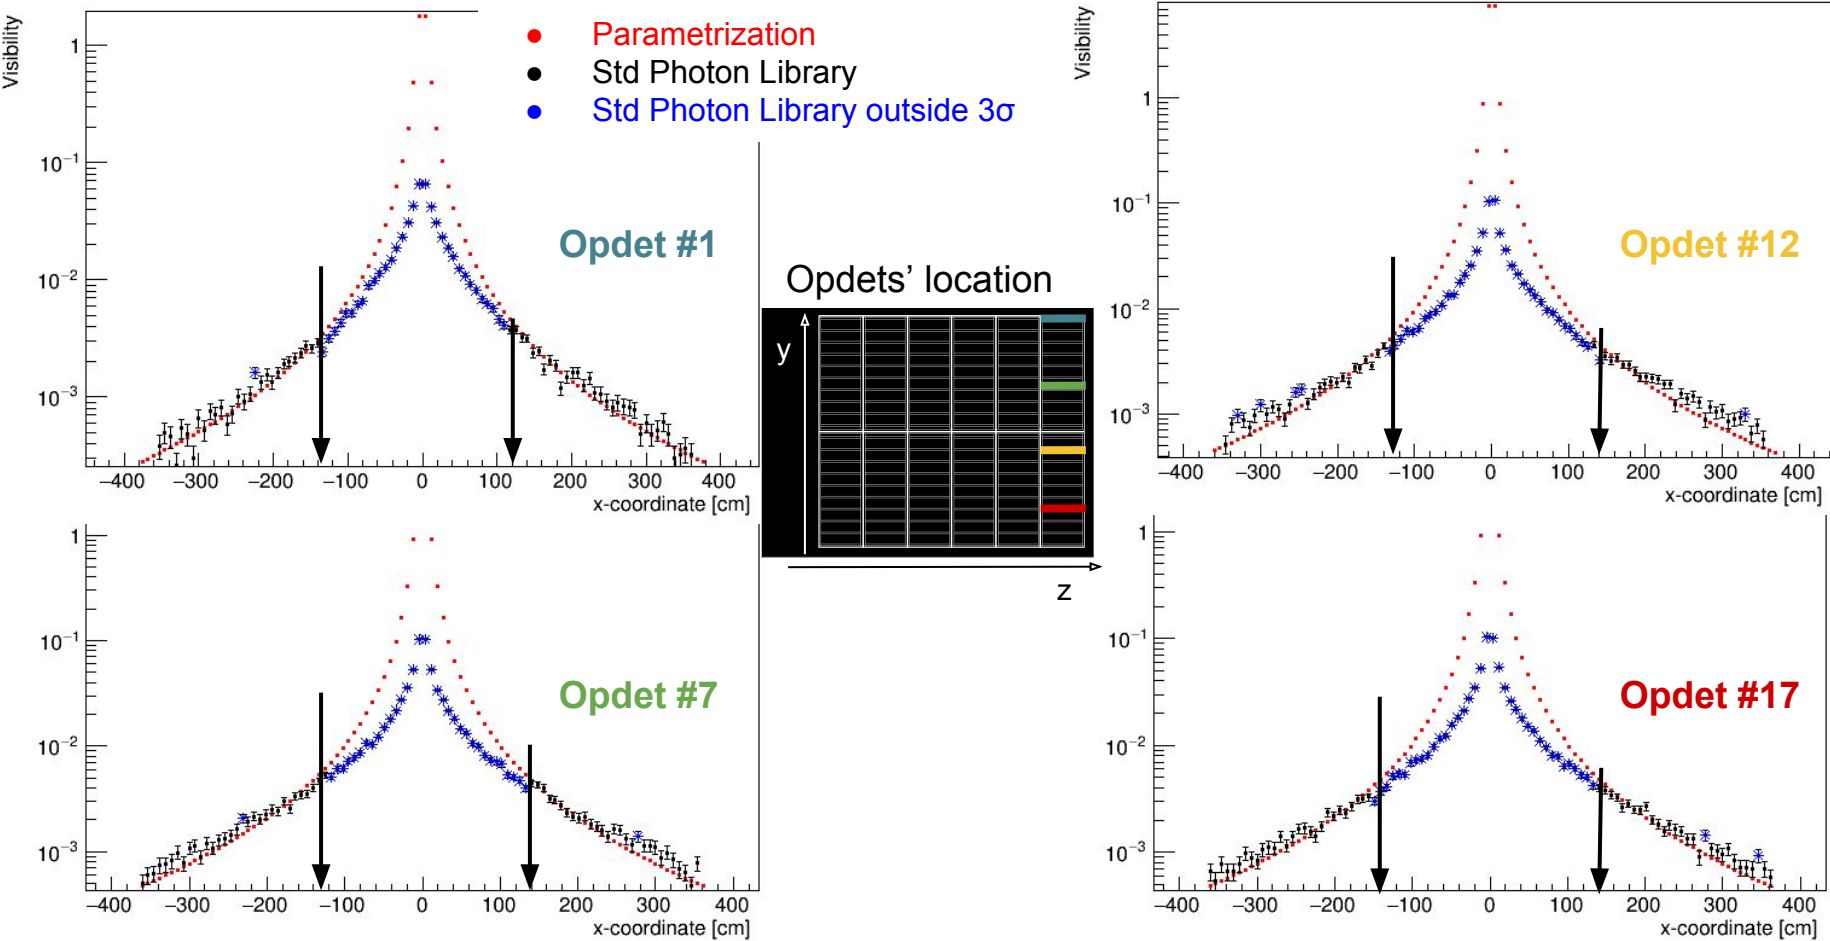 Visibility
1
10⁻¹
10⁻²
10⁻³
−400 −300 −200 −100 0 100 200 300 400
x-coordinate [cm]
Opdet #1
Parametrization
Std Photon Library
Std Photon Library outside 3σ
Visibility
1
10⁻¹
10⁻²
10⁻³
−400 −300 −200 −100 0 100 200 300 400
x-coordinate [cm]
Opdet #12
Opdets’ location
y
z
1
10⁻¹
10⁻²
10⁻³
−400 −300 −200 −100 0 100 200 300 400
x-coordinate [cm]
Opdet #7
1
10⁻¹
10⁻²
10⁻³
−400 −300 −200 −100 0 100 200 300 400
x-coordinate [cm]
Opdet #17